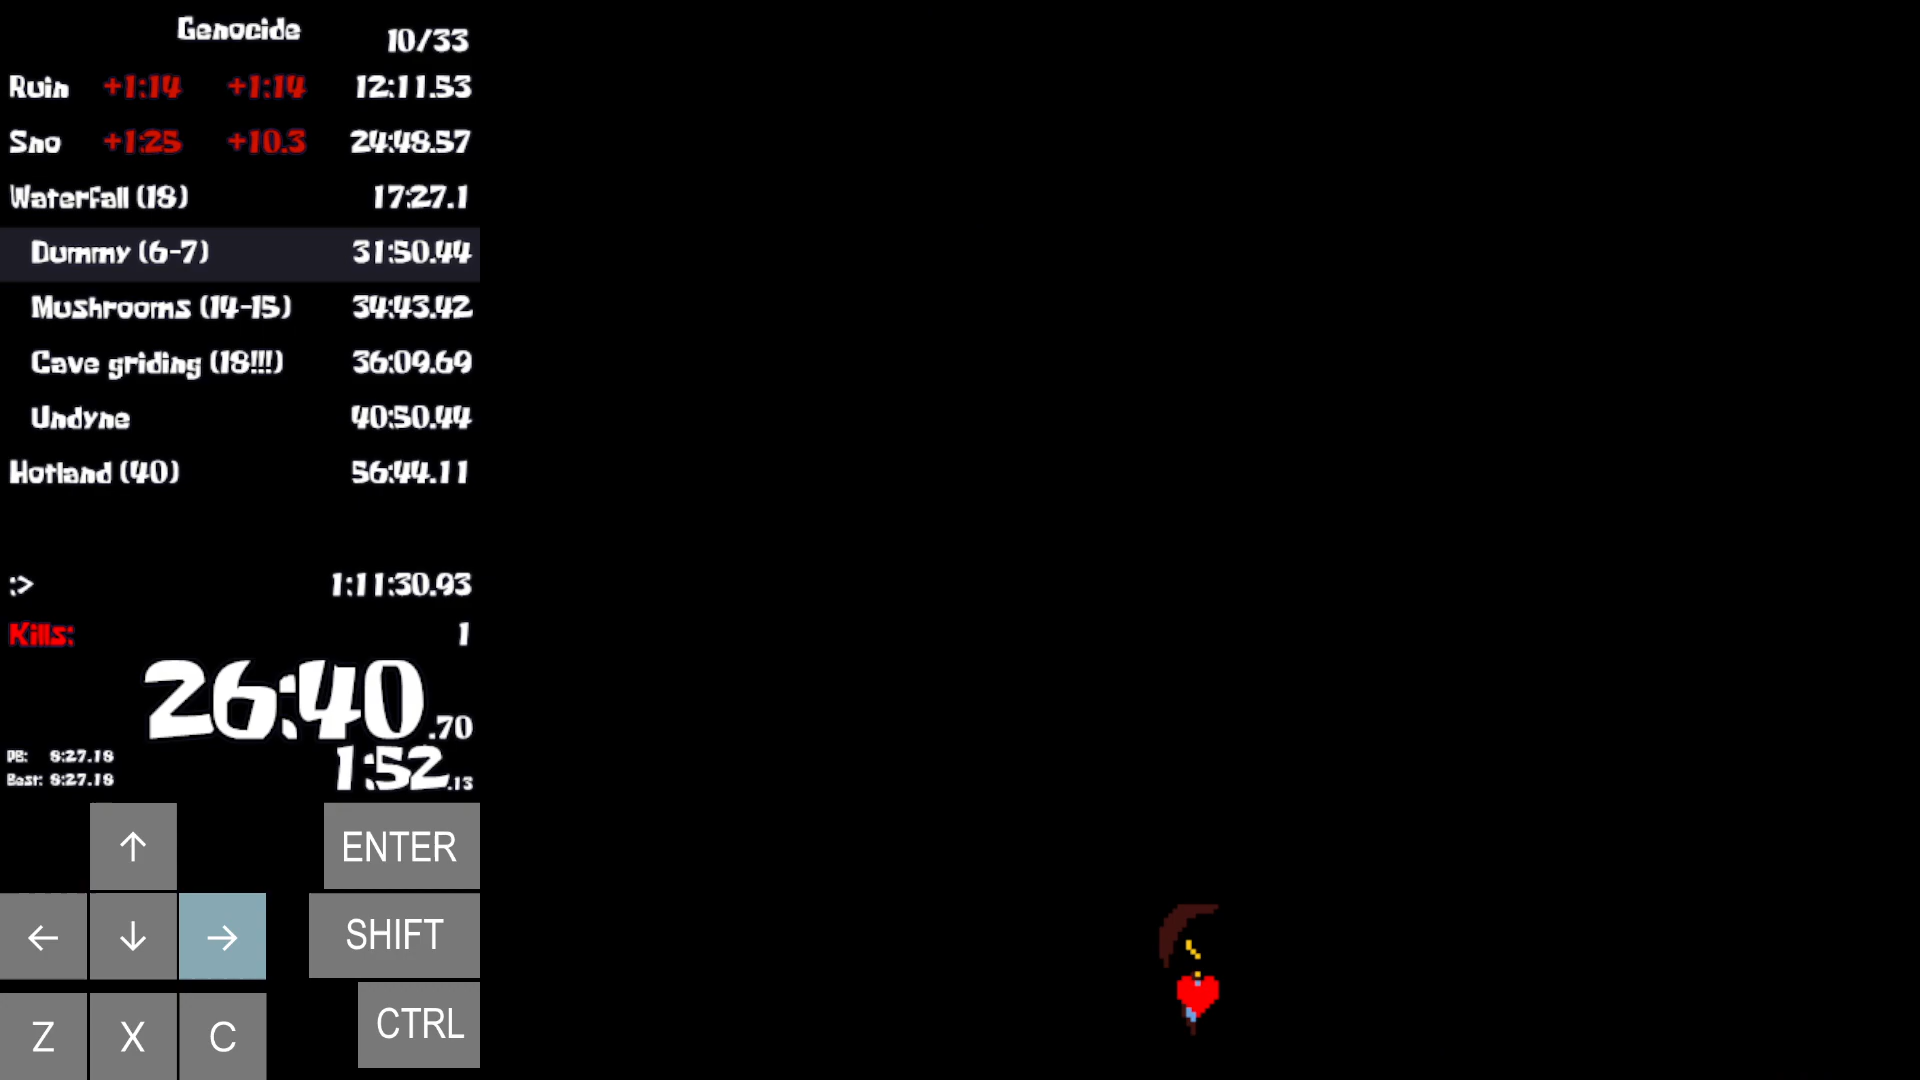 Genocide 10/33
Ruin +1:14 +1:14 12:11.53
Sno +1:25 +10.3 24:48.57
Waterfall (18) 17:27.1
Dummy (6-7) 31:50.44
Mushrooms (14-15) 34:43.42
Cave griding (18!!!) 36:09.69
Undyne 40:50.44
Hotland (40) 56:44.11
:> 1:11:30.93
Kills: 1
26:40.70
PB: 8:27.18 1:52.13
Best: 8:27.18
↑ ENTER
← ↓ → SHIFT
Z X C CTRL